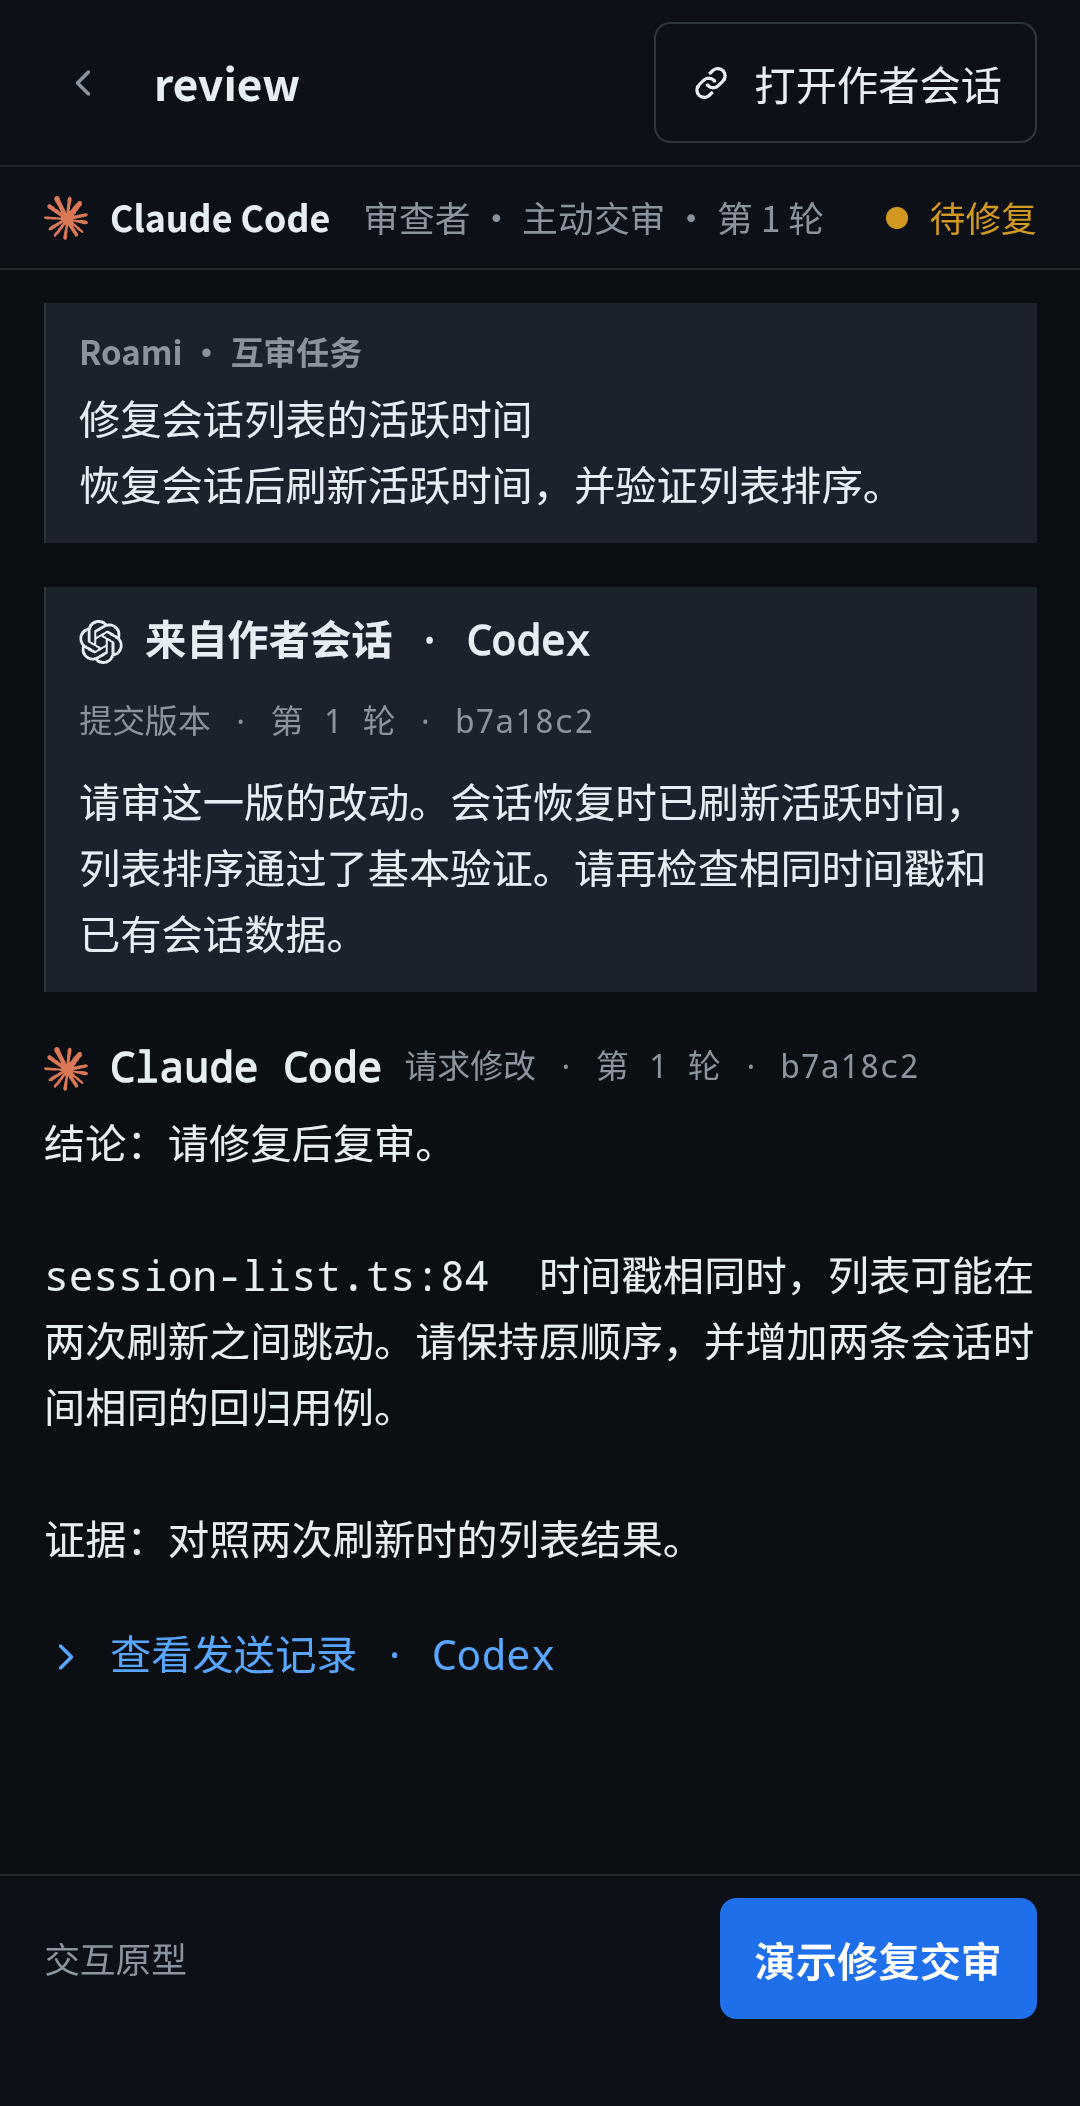 review
打开作者会话
Claude Code 审查者 · 主动交审 · 第 1 轮 待修复
Roami · 互审任务
修复会话列表的活跃时间
恢复会话后刷新活跃时间，并验证列表排序。
来自作者会话 · Codex
提交版本 · 第 1 轮 · b7a18c2
请审这一版的改动。会话恢复时已刷新活跃时间，
列表排序通过了基本验证。请再检查相同时间戳和
已有会话数据。
Claude Code 请求修改 · 第 1 轮 · b7a18c2
结论：请修复后复审。
session-list.ts:84 时间戳相同时，列表可能在
两次刷新之间跳动。请保持原顺序，并增加两条会话时
间相同的回归用例。
证据：对照两次刷新时的列表结果。
查看发送记录 · Codex
交互原型
演示修复交审